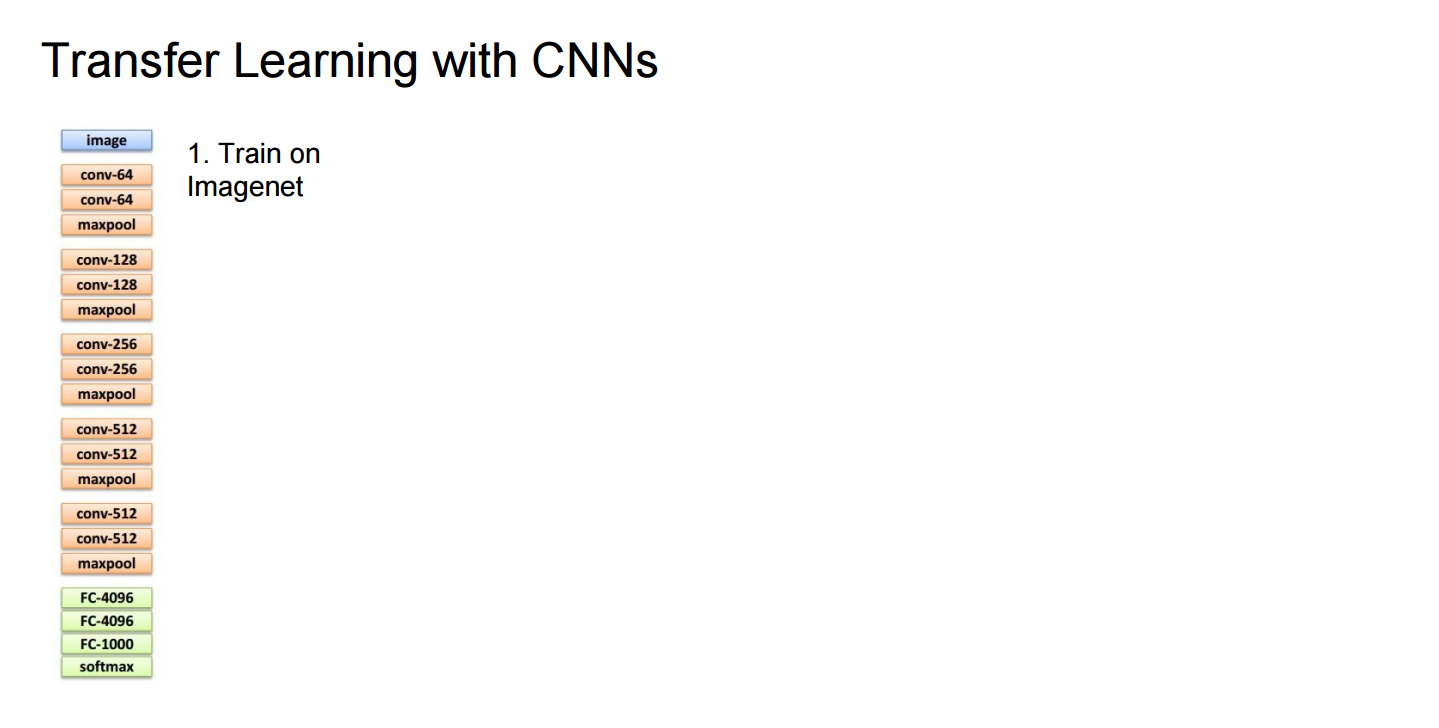 Transfer Learning with CNNs
image
conv-64
conv-64
maxpool
conv-128
conv-128
maxpool
conv-256
conv-256
maxpool
conv-512
conv-512
maxpool
conv-512
conv-512
maxpool
FC-4096
FC-4096
FC-1000
softmax
1. Train on
Imagenet